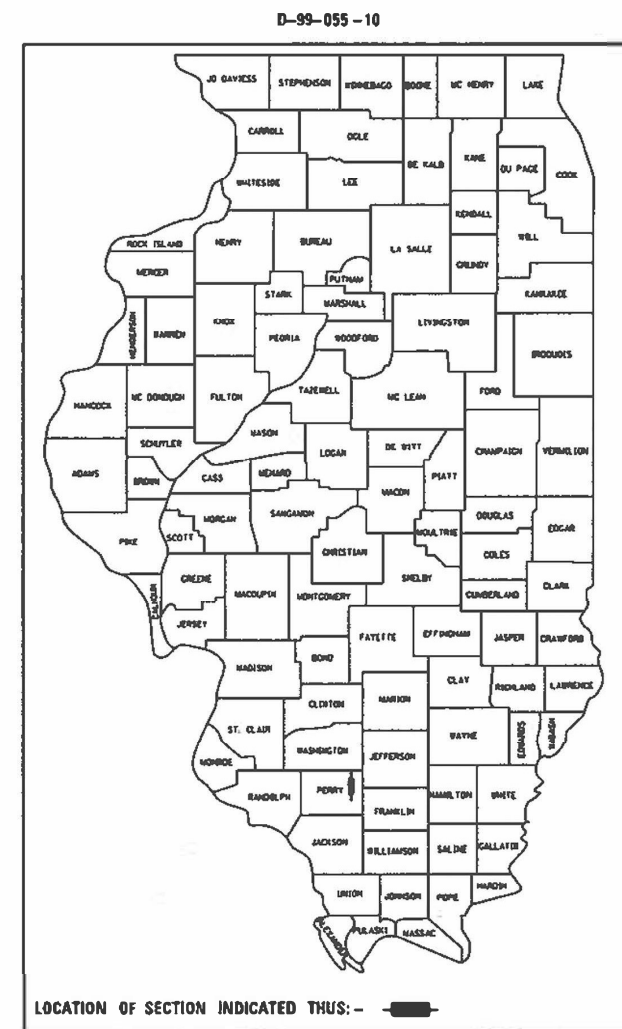 D-99-055-10
JO DAVIESS STEPHENSON WINNEBAGO BOONE MC HENRY LAKE
CARROLL OGLE
DE KALB KANE DU PAGE COOK
WHITESIDE LEE
KENDALL
ROCK ISLAND HENRY BUREAU LA SALLE WILL
MERCER GRUNDY
PUTNAM
STARK MARSHALL KANKAKEE
HENDERSON WARREN KNOX PEORIA WOODFORD LIVINGSTON
IROQUOIS
HANCOCK MC DONOUGH FULTON TAZEWELL MC LEAN FORD
MASON
SCHUYLER LOGAN DE WITT CHAMPAIGN VERMILION
ADAMS BROWN CASS MENARD PIATT
MACON
MORGAN SANGAMON DOUGLAS EDGAR
PIKE SCOTT MOULTRIE
CHRISTIAN COLES
CALHOUN GREENE MACOUPIN MONTGOMERY SHELBY CUMBERLAND CLARK
JERSEY FAYETTE EFFINGHAM JASPER CRAWFORD
MADISON BOND
CLAY RICHLAND LAWRENCE
CLINTON MARION
ST. CLAIR WAYNE EDWARDS WABASH
WASHINGTON JEFFERSON
MONROE
RANDOLPH PERRY HAMILTON WHITE
FRANKLIN
JACKSON WILLIAMSON SALINE GALLATIN
UNION JOHNSON POPE HARDIN
ALEXANDER PULASKI MASSAC
LOCATION OF SECTION INDICATED THUS:-